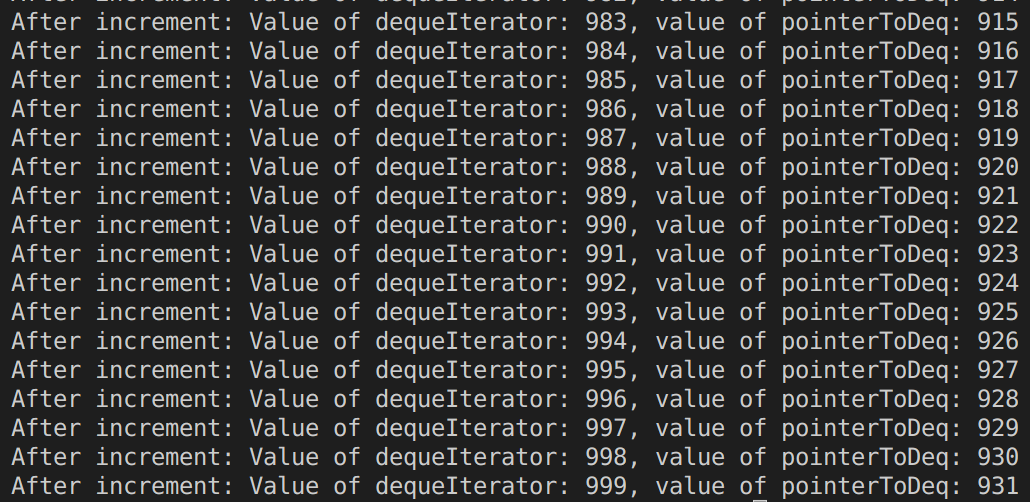 After increment: Value of dequeIterator: 983, value of pointerToDeq: 915
After increment: Value of dequeIterator: 984, value of pointerToDeq: 916
After increment: Value of dequeIterator: 985, value of pointerToDeq: 917
After increment: Value of dequeIterator: 986, value of pointerToDeq: 918
After increment: Value of dequeIterator: 987, value of pointerToDeq: 919
After increment: Value of dequeIterator: 988, value of pointerToDeq: 920
After increment: Value of dequeIterator: 989, value of pointerToDeq: 921
After increment: Value of dequeIterator: 990, value of pointerToDeq: 922
After increment: Value of dequeIterator: 991, value of pointerToDeq: 923
After increment: Value of dequeIterator: 992, value of pointerToDeq: 924
After increment: Value of dequeIterator: 993, value of pointerToDeq: 925
After increment: Value of dequeIterator: 994, value of pointerToDeq: 926
After increment: Value of dequeIterator: 995, value of pointerToDeq: 927
After increment: Value of dequeIterator: 996, value of pointerToDeq: 928
After increment: Value of dequeIterator: 997, value of pointerToDeq: 929
After increment: Value of dequeIterator: 998, value of pointerToDeq: 930
After increment: Value of dequeIterator: 999, value of pointerToDeq: 931